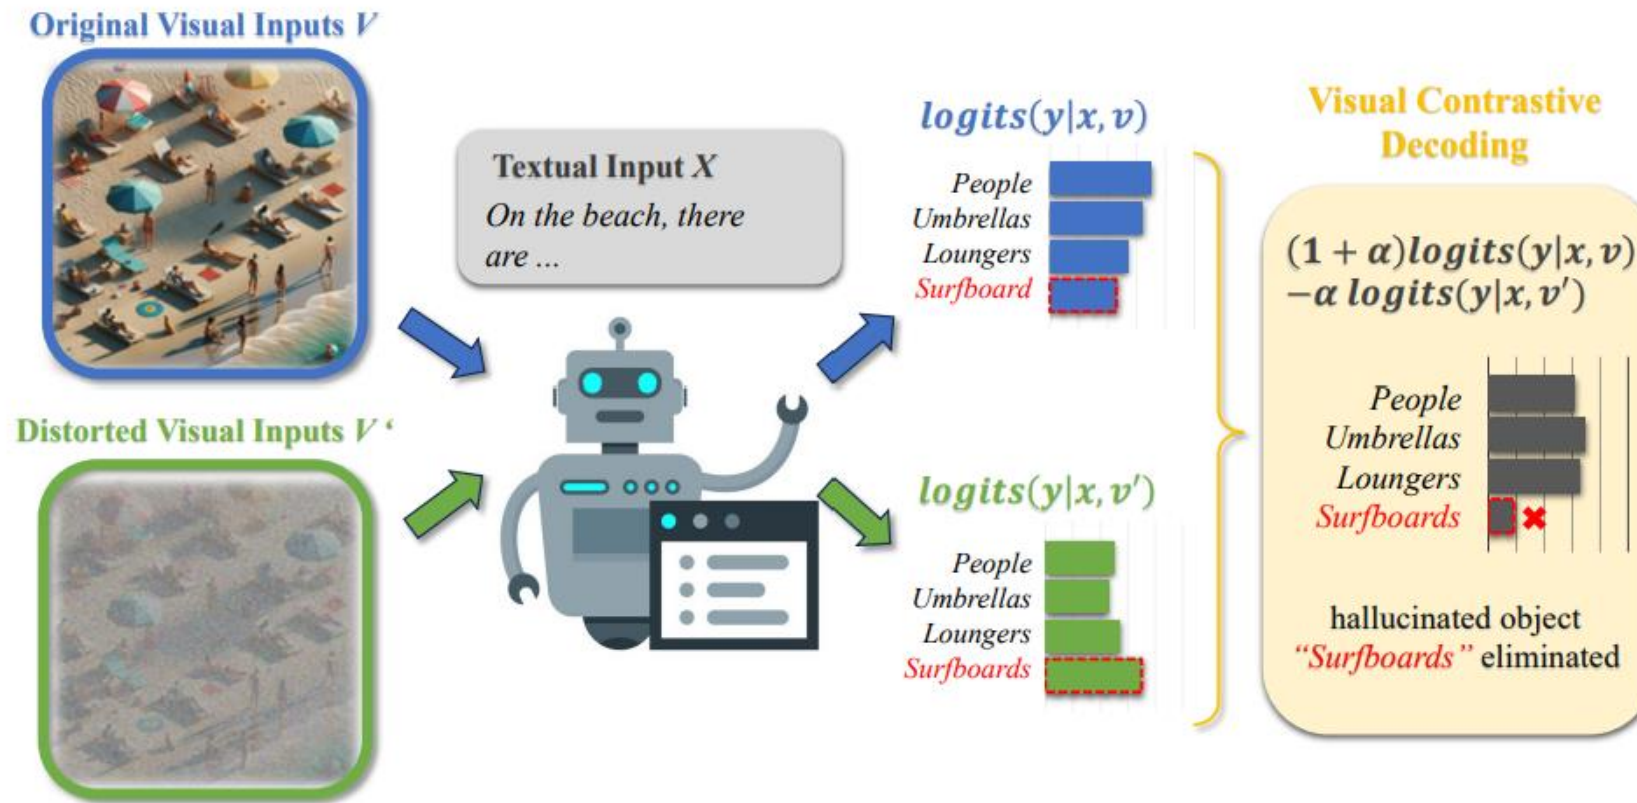 Original Visual Inputs V
Distorted Visual Inputs V ‘
Textual Input X
On the beach, there
are ...
logits(y|x, v)
People
Umbrellas
Loungers
Surfboard
logits(y|x, v′)
People
Umbrellas
Loungers
Surfboards
Visual Contrastive
Decoding
(1 + α)logits(y|x, v)
−α logits(y|x, v′)
People
Umbrellas
Loungers
Surfboards
hallucinated object
“Surfboards” eliminated